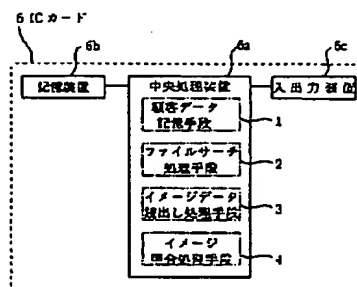 6 ICカード
6b
6a
6c
記憶装置
中央処理装置
入出力装置
顧客データ
記憶手段
1
ファイルサーチ
処理手段
2
イメージデータ
読出し処理手段
3
イメージ
照合処理手段
4